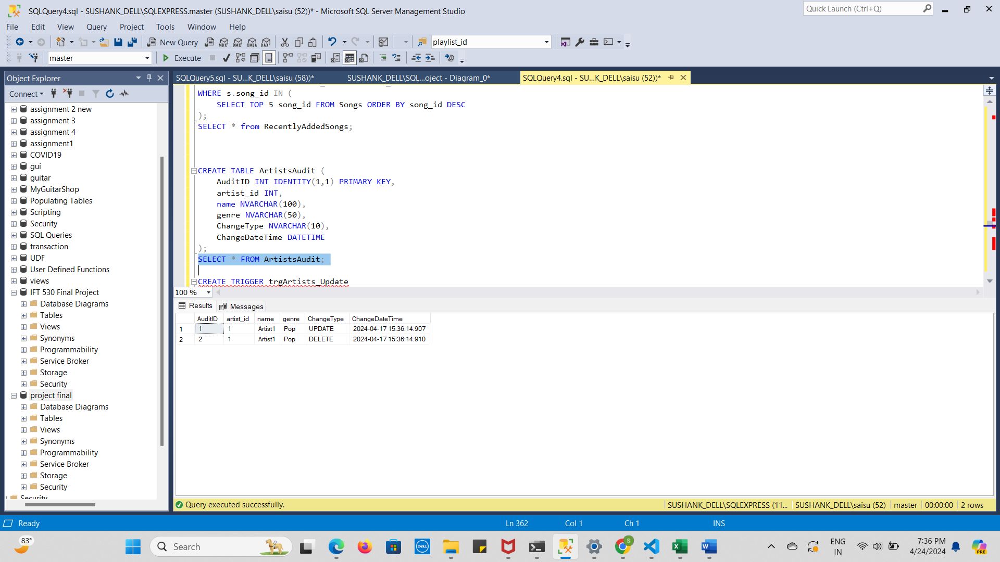 SQLQuery4.sql - SUSHANK_DELL\SQLEXPRESS.master (SUSHANK_DELL\saisu (52))* - Microsoft SQL Server Management Studio
Quick Launch (Ctrl+Q)
File Edit View Query Project Tools Window Help
New Query
MDX DMX XMLA DAX
playlist_id
master
Execute
Object Explorer
SQLQuery5.sql - SU...K_DELL\saisu (58))*
SUSHANK_DELL\SQL...oject - Diagram_0*
SQLQuery4.sql - SU...K_DELL\saisu (52))*
Connect
assignment 2 new
assignment 3
assignment 4
assignment1
COVID19
gui
guitar
MyGuitarShop
Populating Tables
Scripting
Security
SQL Queries
transaction
UDF
User Defined Functions
views
IFT 530 Final Project
Database Diagrams
Tables
Views
Synonyms
Programmability
Service Broker
Storage
Security
project final
Database Diagrams
Tables
Views
Synonyms
Programmability
Service Broker
Storage
Security
Security
WHERE s.song_id IN (
SELECT TOP 5 song_id FROM Songs ORDER BY song_id DESC
);
SELECT * from RecentlyAddedSongs;
CREATE TABLE ArtistsAudit (
AuditID INT IDENTITY(1,1) PRIMARY KEY,
artist_id INT,
name NVARCHAR(100),
genre NVARCHAR(50),
ChangeType NVARCHAR(10),
ChangeDateTime DATETIME
);
SELECT * FROM ArtistsAudit;
CREATE TRIGGER trgArtists_Update
100 %
Results Messages
AuditID artist_id name genre ChangeType ChangeDateTime
1 1 1 Artist1 Pop UPDATE 2024-04-17 15:36:14.907
2 2 1 Artist1 Pop DELETE 2024-04-17 15:36:14.910
Query executed successfully.
SUSHANK_DELL\SQLEXPRESS (11... SUSHANK_DELL\saisu (52) master 00:00:00 2 rows
Ready
Ln 362 Col 1 Ch 1 INS
83°
Search
DELL
S
ENG
IN
7:36 PM
4/24/2024
PRE